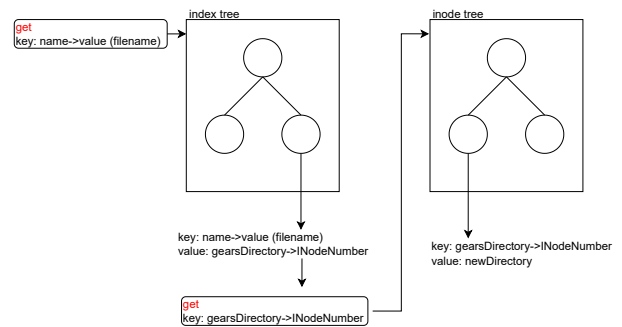 index tree
inode tree
get
key: name->value (filename)
key: name->value (filename)
value: gearsDirectory->INodeNumber
key: gearsDirectory->INodeNumber
value: newDirectory
get
key: gearsDirectory->INodeNumber